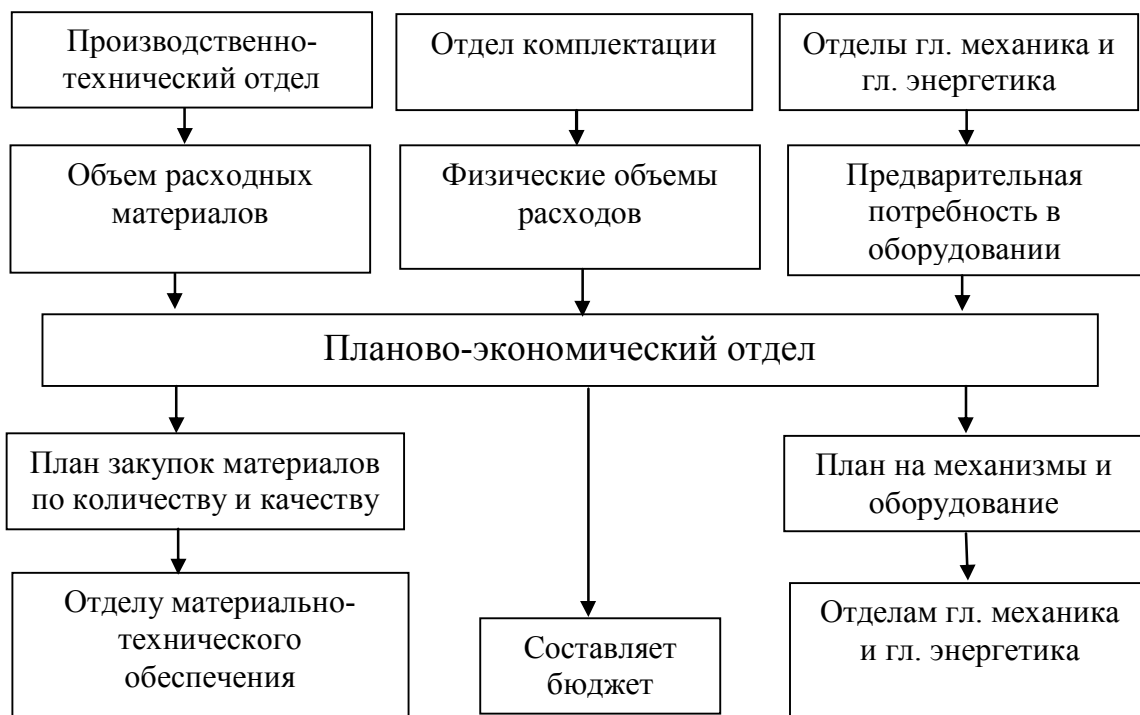 Производственно-
технический отдел
Отдел комплектации
Отделы гл. механика и
гл. энергетика
Объем расходных
материалов
Физические объемы
расходов
Предварительная
потребность в
оборудовании
Планово-экономический отдел
План закупок материалов
по количеству и качеству
План на механизмы и
оборудование
Отделу материально-
технического
обеспечения
Составляет
бюджет
Отделам гл. механика
и гл. энергетика